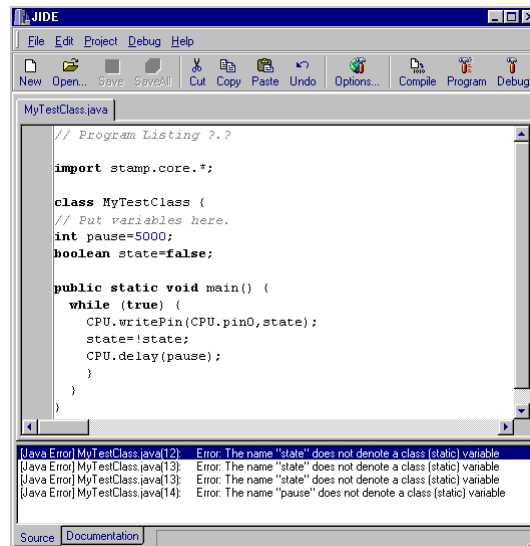 JIDE
File Edit Project Debug Help
New Open... Save SaveAll Cut Copy Paste Undo Options... Compile Program Debug
MyTestClass.java
// Program Listing ?.?
import stamp.core.*;
class MyTestClass {
// Put variables here.
int pause=5000;
boolean state=false;
public static void main() {
while (true) {
CPU.writePin(CPU.pin0,state);
state=!state;
CPU.delay(pause);
}
}
}
[Java Error] MyTestClass.java(12): Error: The name "state" does not denote a class (static) variable
[Java Error] MyTestClass.java(13): Error: The name "state" does not denote a class (static) variable
[Java Error] MyTestClass.java(13): Error: The name "state" does not denote a class (static) variable
[Java Error] MyTestClass.java(14): Error: The name "pause" does not denote a class (static) variable
Source Documentation